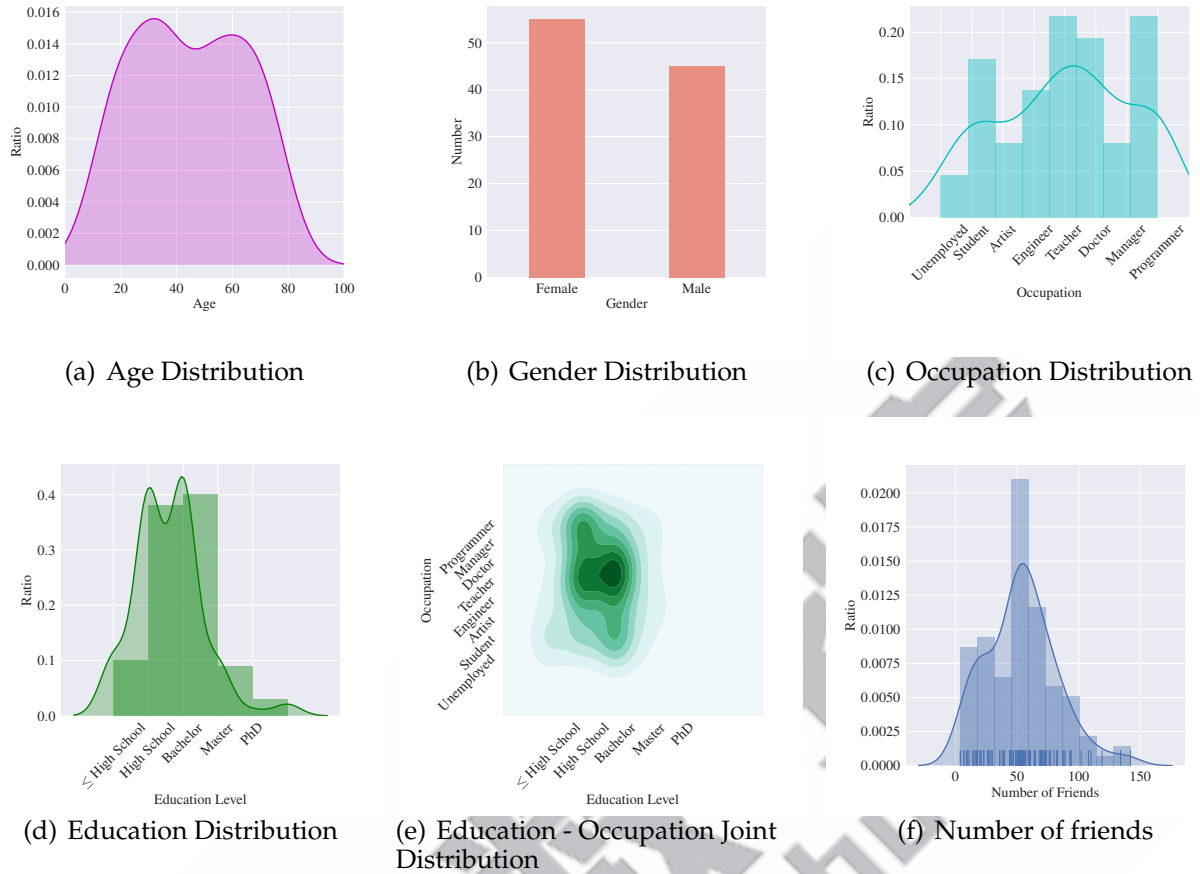 0.016
0.014
0.012
0.010
0.008
0.006
0.004
0.002
0.000
Ratio
0 20 40 60 80 100
Age
(a) Age Distribution
50
40
30
20
10
0
Number
Female Male
Gender
(b) Gender Distribution
0.20
0.15
0.10
0.05
0.00
Ratio
Unemployed
Student
Artist
Engineer
Teacher
Doctor
Manager
Programmer
Occupation
(c) Occupation Distribution
0.4
0.3
0.2
0.1
0.0
Ratio
≤ High School
High School
Bachelor
Master
PhD
Education Level
(d) Education Distribution
Occupation
Programmer
Manager
Doctor
Teacher
Engineer
Artist
Student
Unemployed
≤ High School
High School
Bachelor
Master
PhD
Education Level
(e) Education - Occupation Joint
Distribution
0.0200
0.0175
0.0150
0.0125
0.0100
0.0075
0.0050
0.0025
0.0000
Ratio
0 50 100 150
Number of Friends
(f) Number of friends